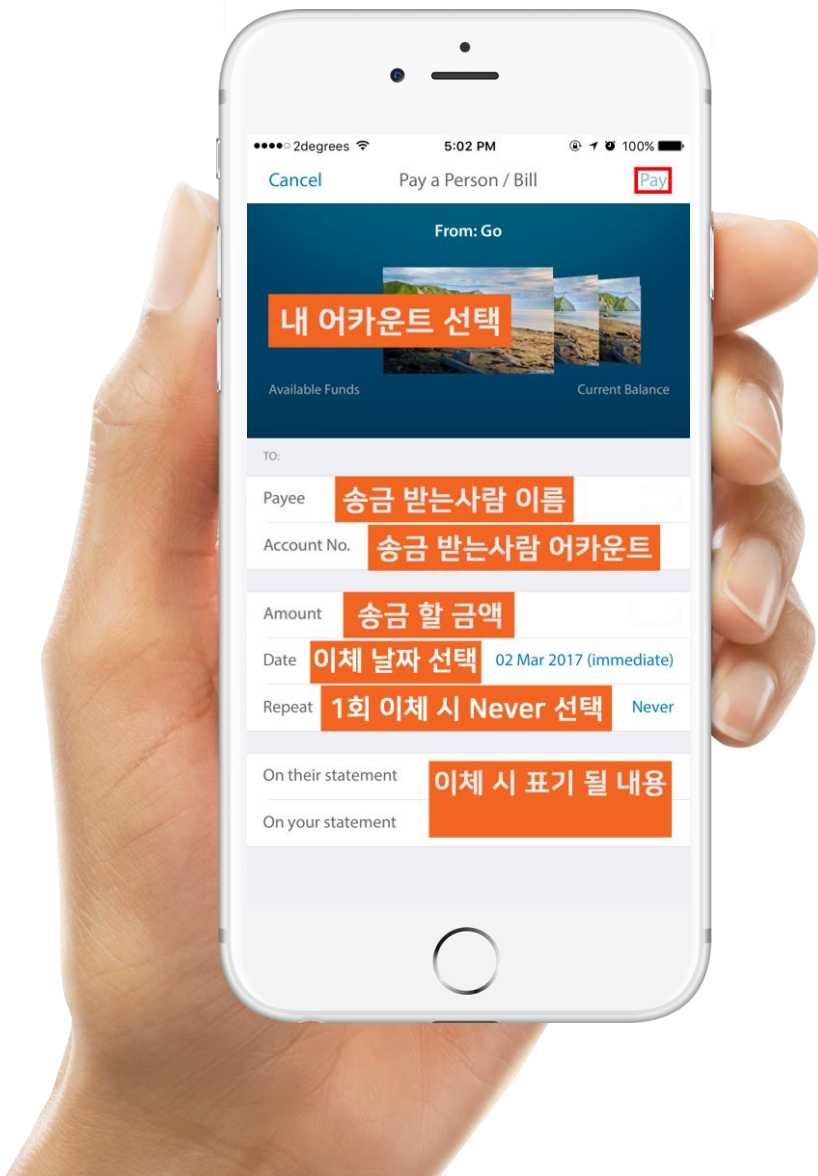 2degrees 5:02 PM 100%
Cancel Pay a Person / Bill Pay
From: Go
내 어카운트 선택
Available Funds Current Balance
TO:
Payee 송금 받는사람 이름
Account No. 송금 받는사람 어카운트
Amount 송금 할 금액
Date 이체 날짜 선택 02 Mar 2017 (immediate)
Repeat 1회 이체 시 Never 선택 Never
On their statement 이체 시 표기 될 내용
On your statement